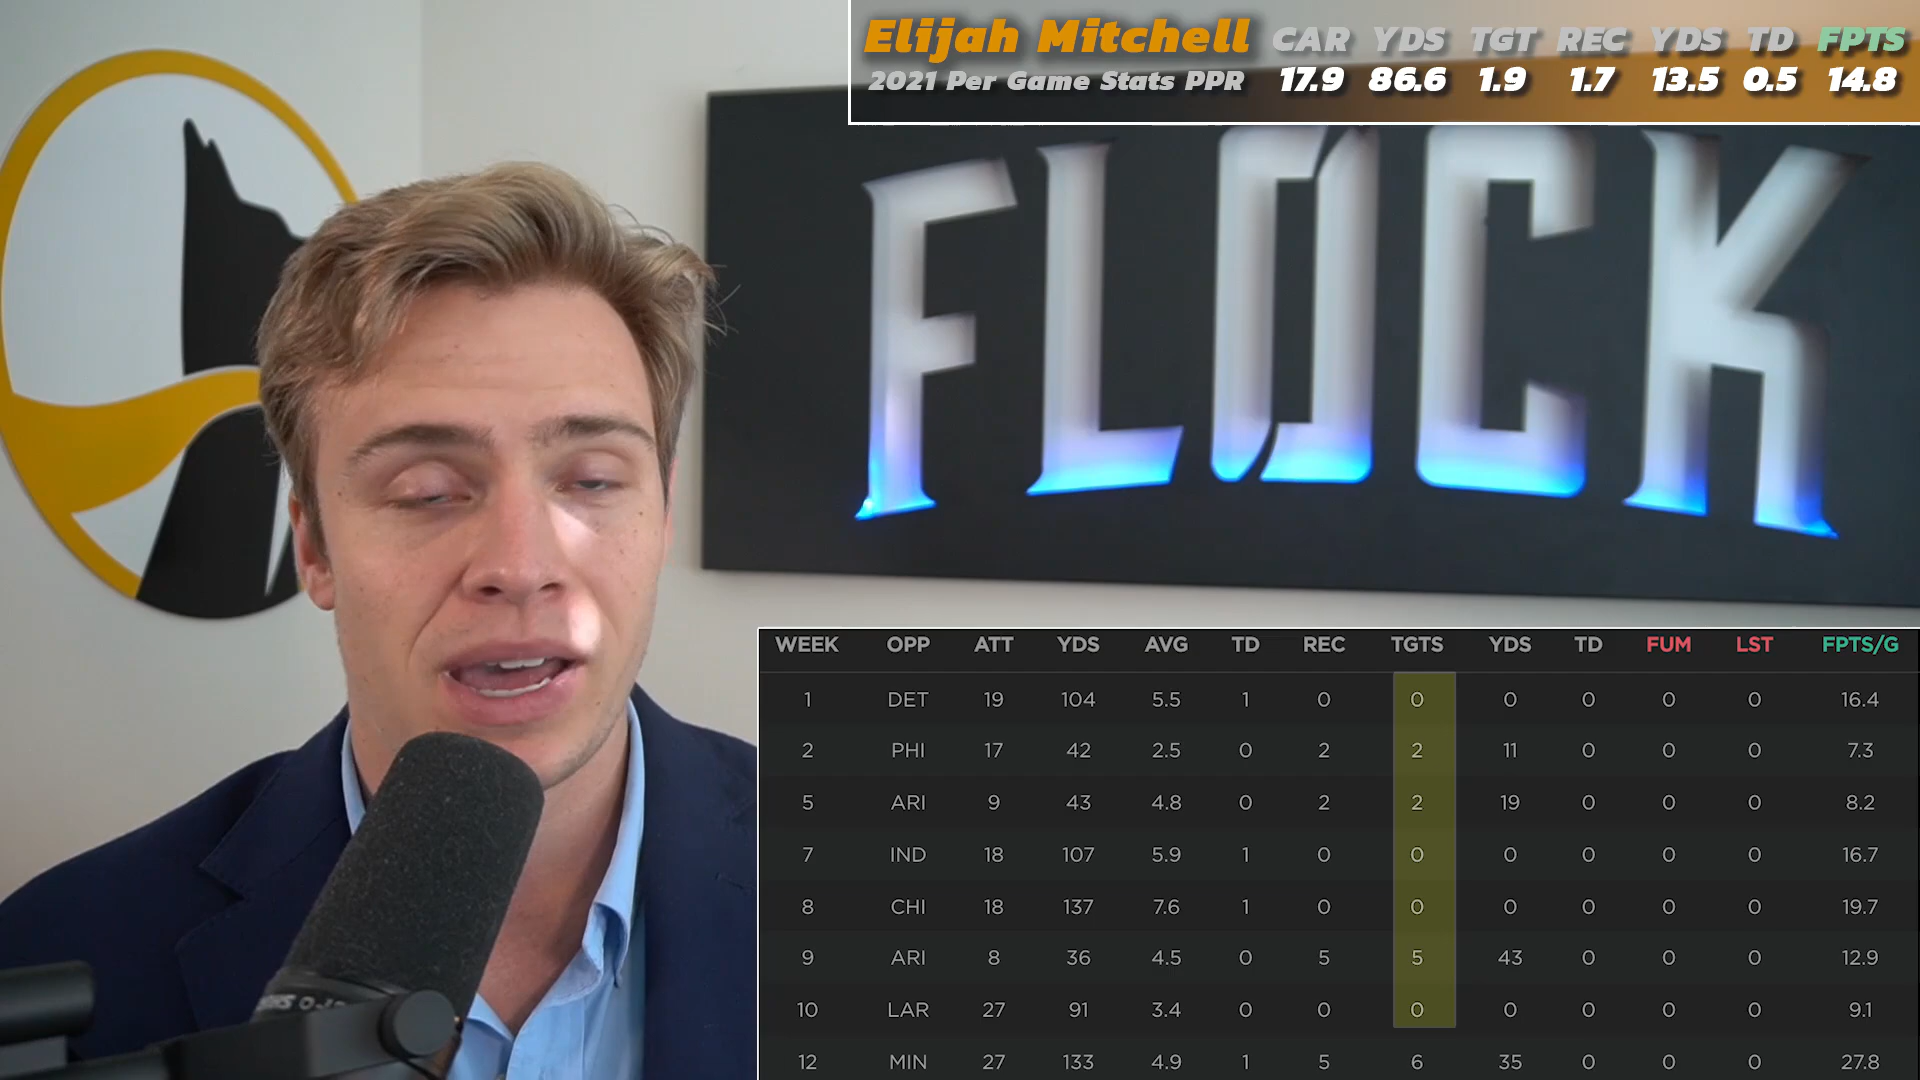 Elijah Mitchell CAR YDS TGT REC YDS TD FPTS
2021 Per Game Stats PPR 17.9 86.6 1.9 1.7 13.5 0.5 14.8
FLOCK
WEEK OPP ATT YDS AVG TD REC TGTS YDS TD FUM LST FPTS/G
1 DET 19 104 5.5 1 0 0 0 0 0 0 16.4
2 PHI 17 42 2.5 0 2 2 11 0 0 0 7.3
5 ARI 9 43 4.8 0 2 2 19 0 0 0 8.2
7 IND 18 107 5.9 1 0 0 0 0 0 0 16.7
8 CHI 18 137 7.6 1 0 0 0 0 0 0 19.7
9 ARI 8 36 4.5 0 5 5 43 0 0 0 12.9
10 LAR 27 91 3.4 0 0 0 0 0 0 0 9.1
12 MIN 27 133 4.9 1 5 6 35 0 0 0 27.8